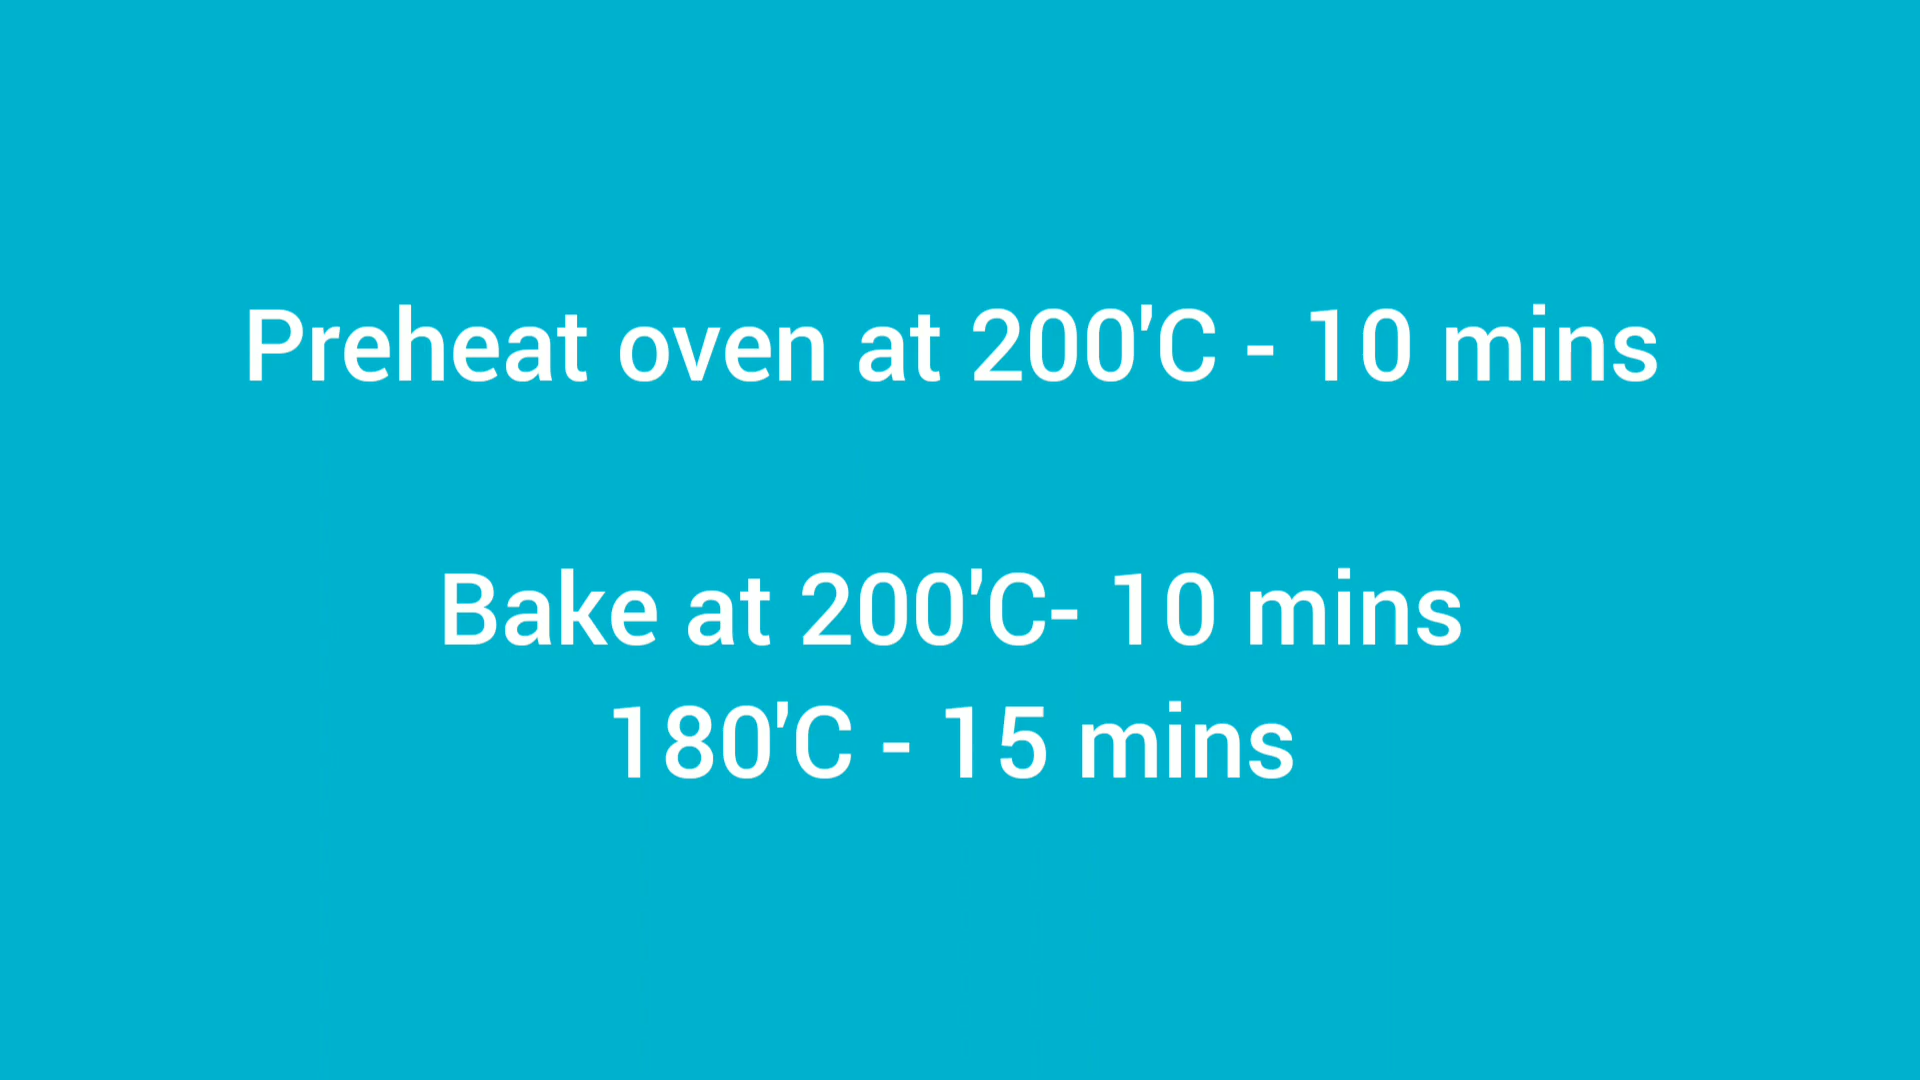 Preheat oven at 200'C - 10 mins
Bake at 200'C- 10 mins
180'C - 15 mins